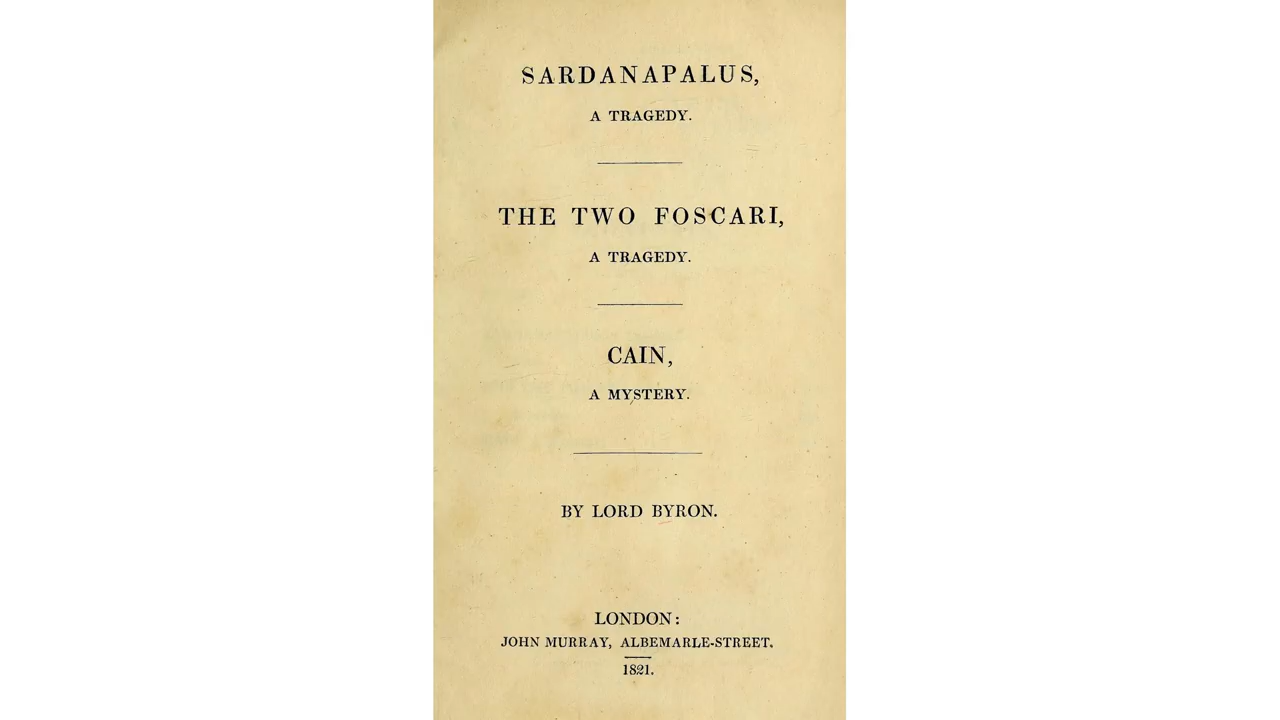 SARDANAPALUS,
A TRAGEDY.
THE TWO FOSCARI,
A TRAGEDY.
CAIN,
A MYSTERY.
BY LORD BYRON.
LONDON:
JOHN MURRAY, ALBEMARLE-STREET.
1821.